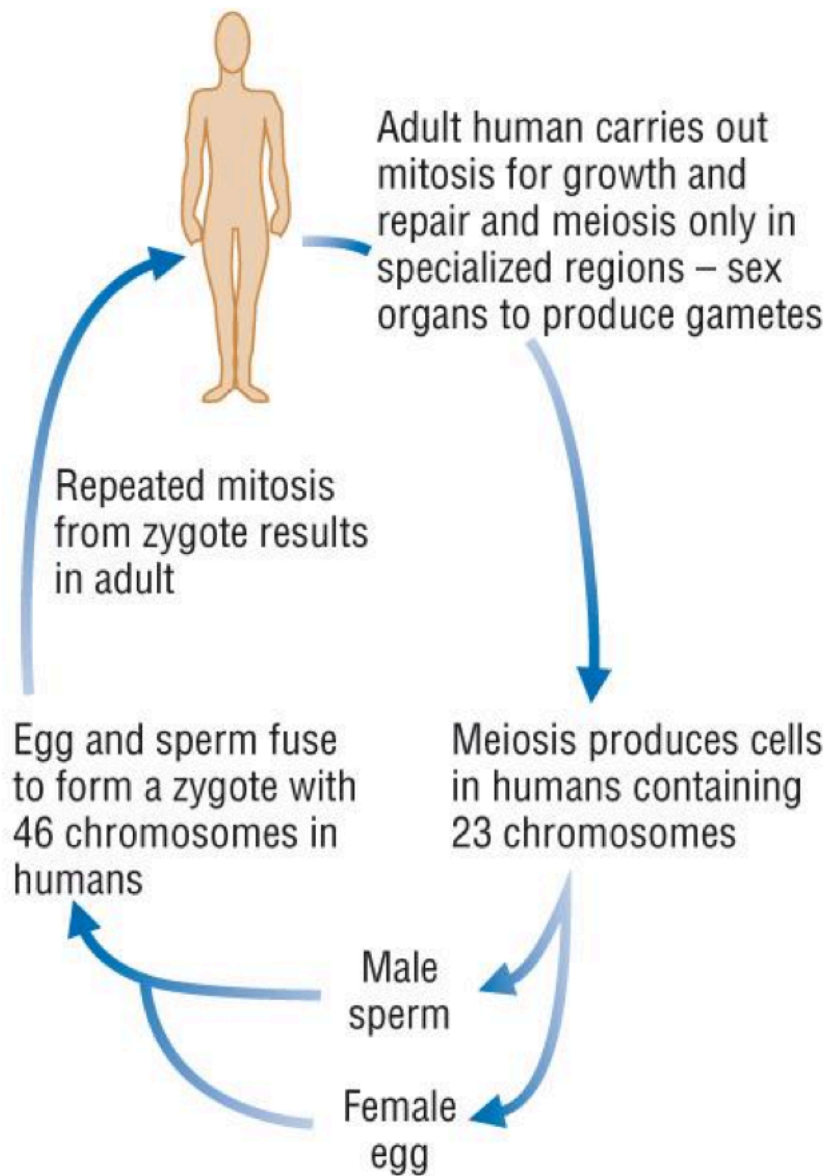 Adult human carries out
mitosis for growth and
repair and meiosis only in
specialized regions – sex
organs to produce gametes
Repeated mitosis
from zygote results
in adult
Egg and sperm fuse
to form a zygote with
46 chromosomes in
humans
Meiosis produces cells
in humans containing
23 chromosomes
Male
sperm
Female
egg